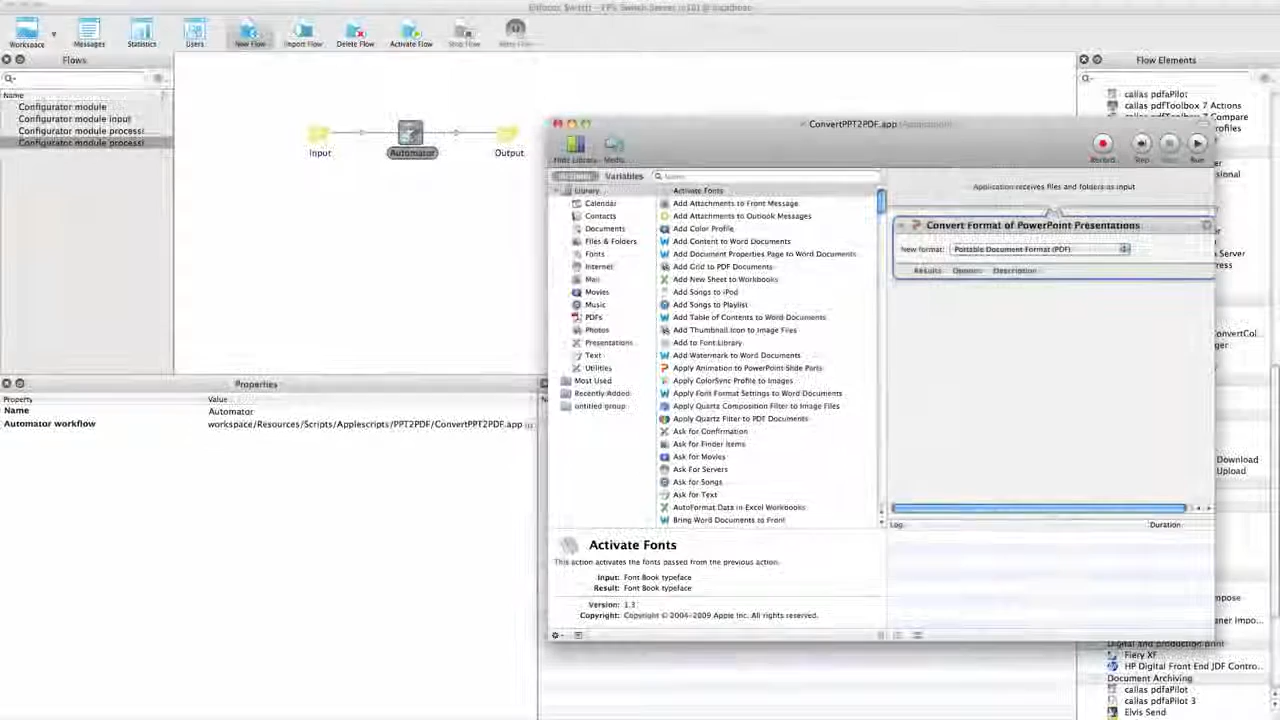 Workspace
Messages
Statistics
Users
New Flow
Import Flow
Delete Flow
Activate Flow
Stop Flow
Flows
Name
Configurator module
Configurator module input
Configurator module process
Configurator module process
Input
Automator
Output
Properties
Property
Value
Name
Automator
Automator workflow
workspace/Resources/Scripts/Applescripts/PPT2PDF/ConvertPPT2PDF.app
ConvertPPT2PDF.app (Application)
Hide Library
Media
Record
Step
Run
Variables
Name
Library
Calendar
Contacts
Documents
Files & Folders
Fonts
Internet
Mail
Movies
Music
PDFs
Photos
Presentations
Text
Utilities
Most Used
Recently Added
untitled group
Activate Fonts
Add Attachments to Front Message
Add Attachments to Outlook Messages
Add Color Profile
Add Content to Word Documents
Add Document Properties Page to Word Documents
Add Grid to PDF Documents
Add New Sheet to Workbooks
Add Songs to iPod
Add Songs to Playlist
Add Table of Contents to Word Documents
Add Thumbnail Icon to Image Files
Add to Font Library
Add Watermark to Word Documents
Apply Animation to PowerPoint Slide Parts
Apply ColorSync Profile to Images
Apply Font Format Settings to Word Documents
Apply Quartz Composition Filter to Image Files
Apply Quartz Filter to PDF Documents
Ask for Confirmation
Ask for Finder Items
Ask for Movies
Ask For Servers
Ask for Songs
Ask for Text
AutoFormat Data in Excel Workbooks
Bring Word Documents to Front
Activate Fonts
This action activates the fonts passed from the previous action.
Input: Font Book typeface
Result: Font Book typeface
Version: 1.3
Copyright: Copyright © 2004-2009 Apple Inc. All rights reserved.
Application receives files and folders as input
Convert Format of PowerPoint Presentations
New format: Portable Document Format (PDF)
Results
Options
Description
Log
Duration
Flow Elements
callas pdfaPilot
callas pdfToolbox 7 Actions
7 Compare
rofiles
ssional
o Server
ress
onvertCol...
ger
Download
Upload
mpose
aner Impo...
Digital and production print
Fiery XF
HP Digital Front End JDF Contro...
Document Archiving
callas pdfaPilot
callas pdfaPilot 3
Elvis Send